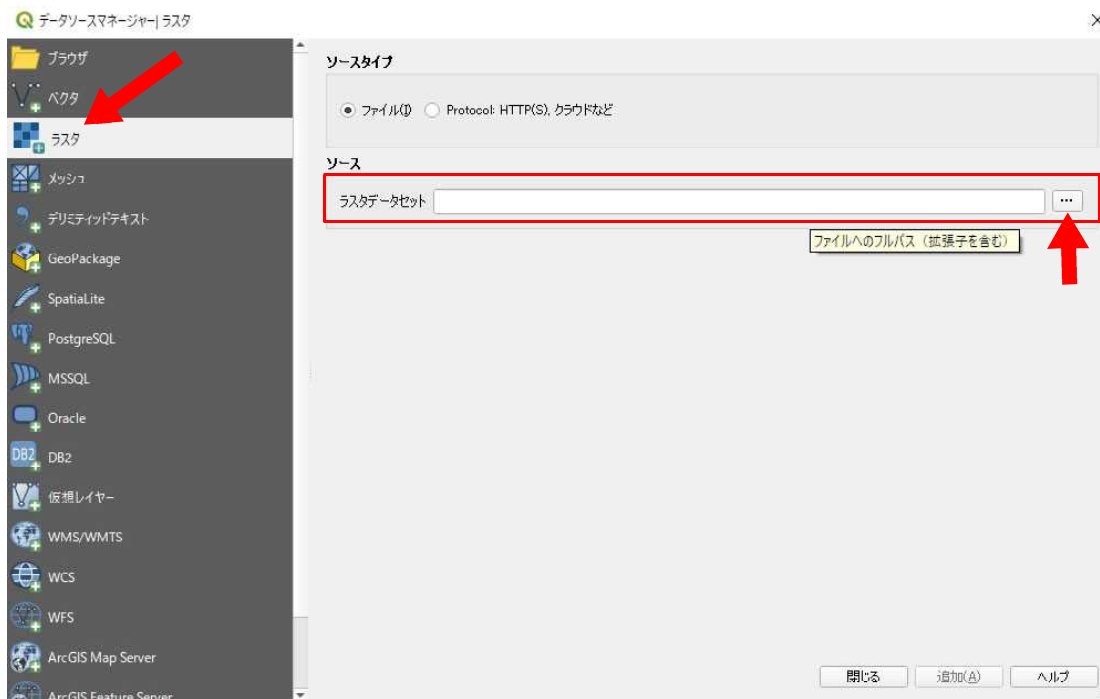 データソースマネージャー| ラスタ
ブラウザ
ベクタ
ラスタ
メッシュ
デリミティッドテキスト
GeoPackage
SpatiaLite
PostgreSQL
MSSQL
Oracle
DB2
DB2
仮想レイヤー
WMS/WMTS
WCS
WFS
ArcGIS Map Server
ArcGIS Feature Server
ソースタイプ
ファイル(I) Protocol: HTTP(S), クラウドなど
ソース
ラスタデータセット …
ファイルへのフルパス（拡張子を含む）
閉じる 追加(A) ヘルプ